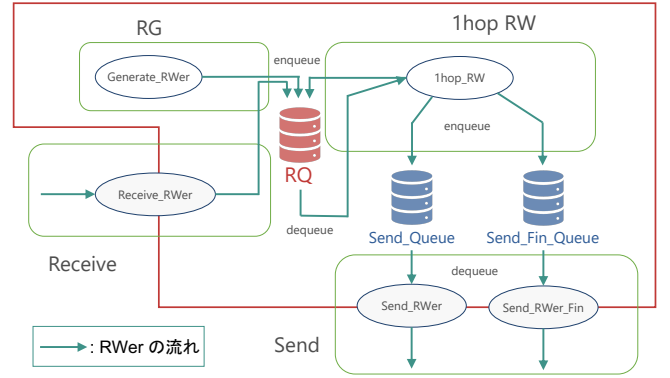 RG
1hop RW
enqueue
Generate_RWer
1hop_RW
enqueue
RQ
Receive_RWer
dequeue
Send_Queue
Send_Fin_Queue
Receive
dequeue
Send_RWer
Send_RWer_Fin
Send
: RWer の流れ